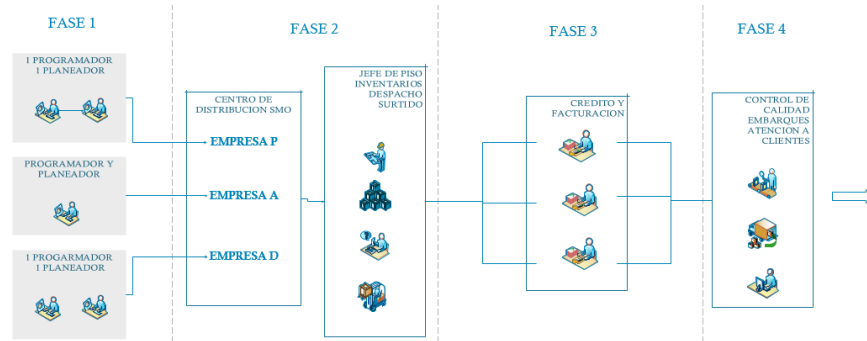 FASE 1
1 PROGRAMADOR
1 PLANEADOR
PROGRAMADOR Y
PLANEADOR
1 PROGARMADOR
1 PLANEADOR
FASE 2
CENTRO DE
DISTRIBUCION SMO
EMPRESA P
EMPRESA A
EMPRESA D
JEFE DE PISO
INVENTARIOS
DESPACHO
SURTIDO
FASE 3
CREDITO Y
FACTURACION
FASE 4
CONTROL DE
CALIDAD
EMBARQUES
ATENCION A
CLIENTES